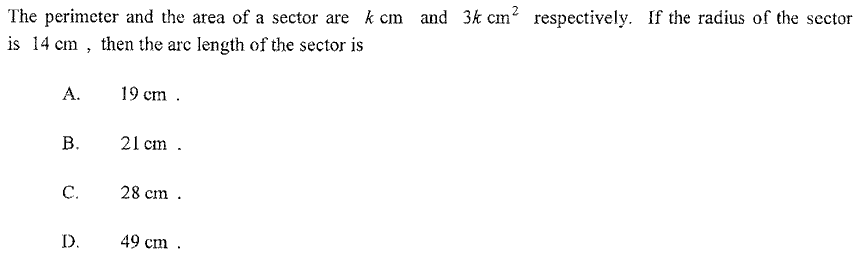 The perimeter and the area of a sector are k cm and 3k cm² respectively. If the radius of the sector
is 14 cm , then the arc length of the sector is
A. 19 cm .
B. 21 cm .
C. 28 cm .
D. 49 cm .